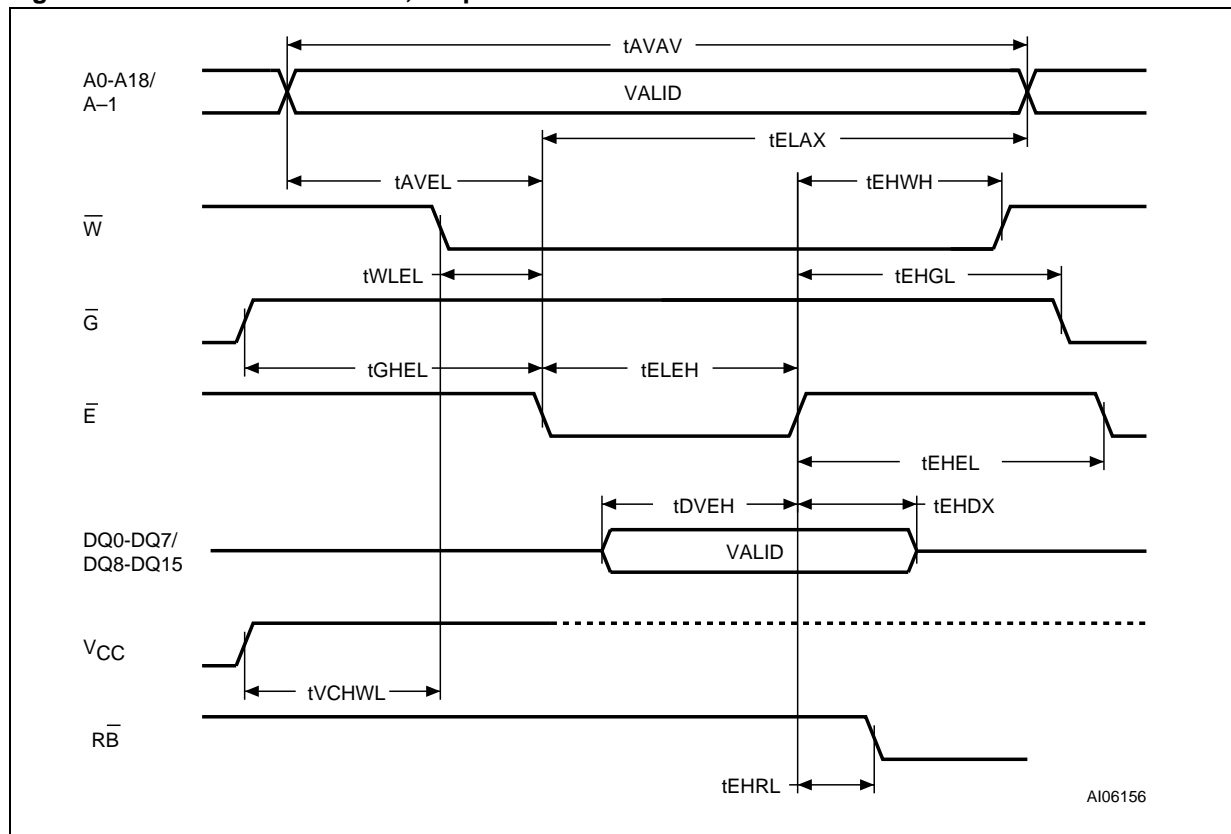 tAVAV
A0-A18/
A–1
VALID
tELAX
tAVEL
tEHWH
W̅
tWLEL
tEHGL
G̅
tGHEL
tELEH
E̅
tEHEL
tDVEH
tEHDX
DQ0-DQ7/
DQ8-DQ15
VALID
VCC
tVCHWL
RB̅
tEHRL
AI06156